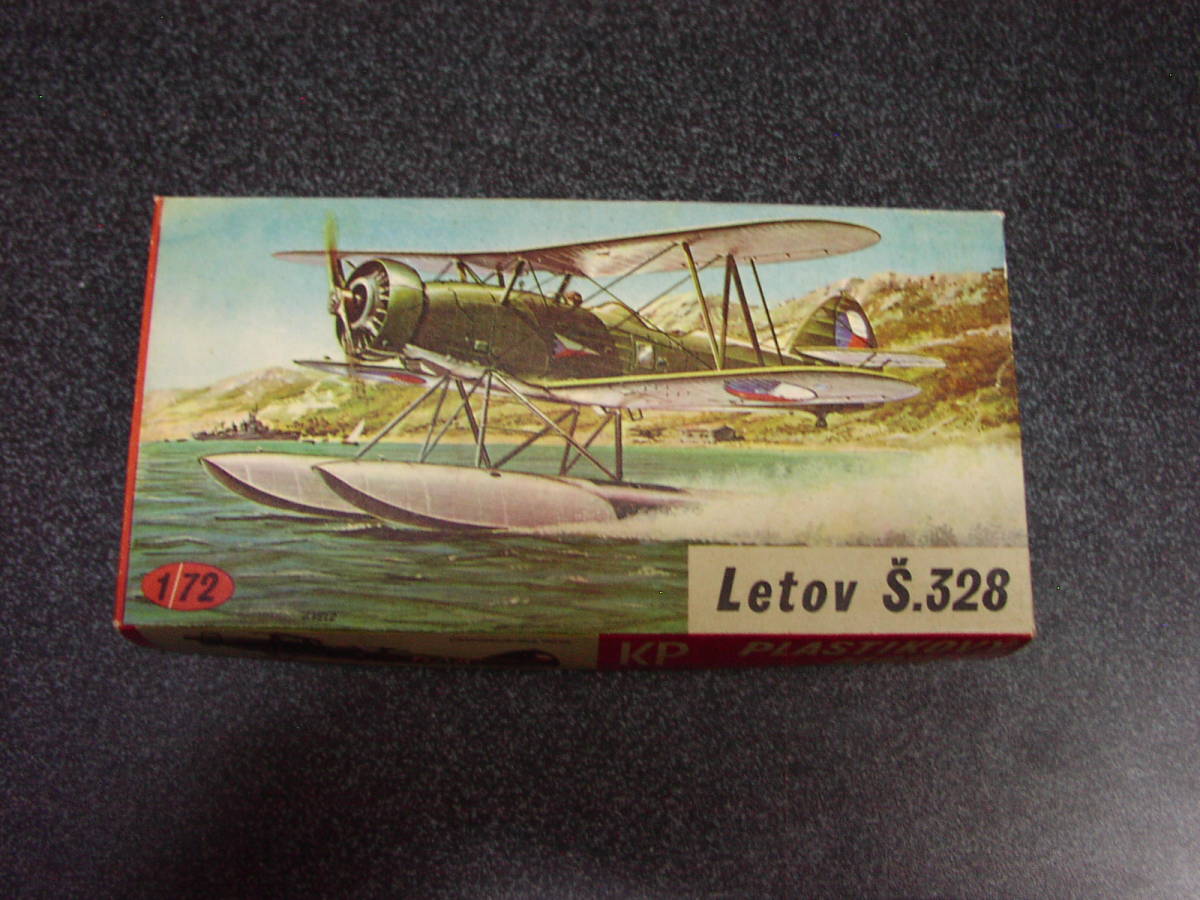 1/72
Letov Š.328
KP PLASTIKOVÝ